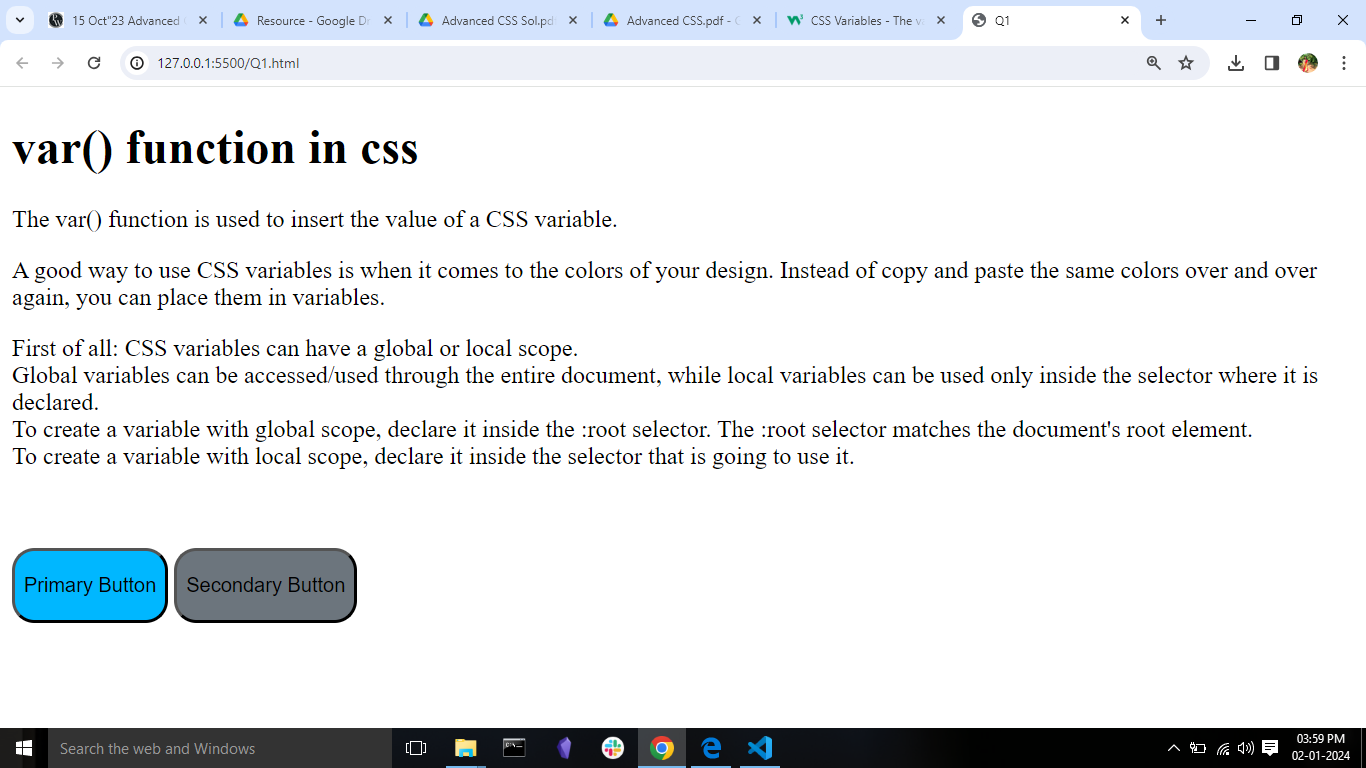 15 Oct"23 Advanced
Resource - Google Dr
Advanced CSS Sol.pd
Advanced CSS.pdf - G
CSS Variables - The va
Q1
127.0.0.1:5500/Q1.html
var() function in css
The var() function is used to insert the value of a CSS variable.
A good way to use CSS variables is when it comes to the colors of your design. Instead of copy and paste the same colors over and over
again, you can place them in variables.
First of all: CSS variables can have a global or local scope.
Global variables can be accessed/used through the entire document, while local variables can be used only inside the selector where it is
declared.
To create a variable with global scope, declare it inside the :root selector. The :root selector matches the document's root element.
To create a variable with local scope, declare it inside the selector that is going to use it.
Primary Button Secondary Button
Search the web and Windows
03:59 PM
02-01-2024